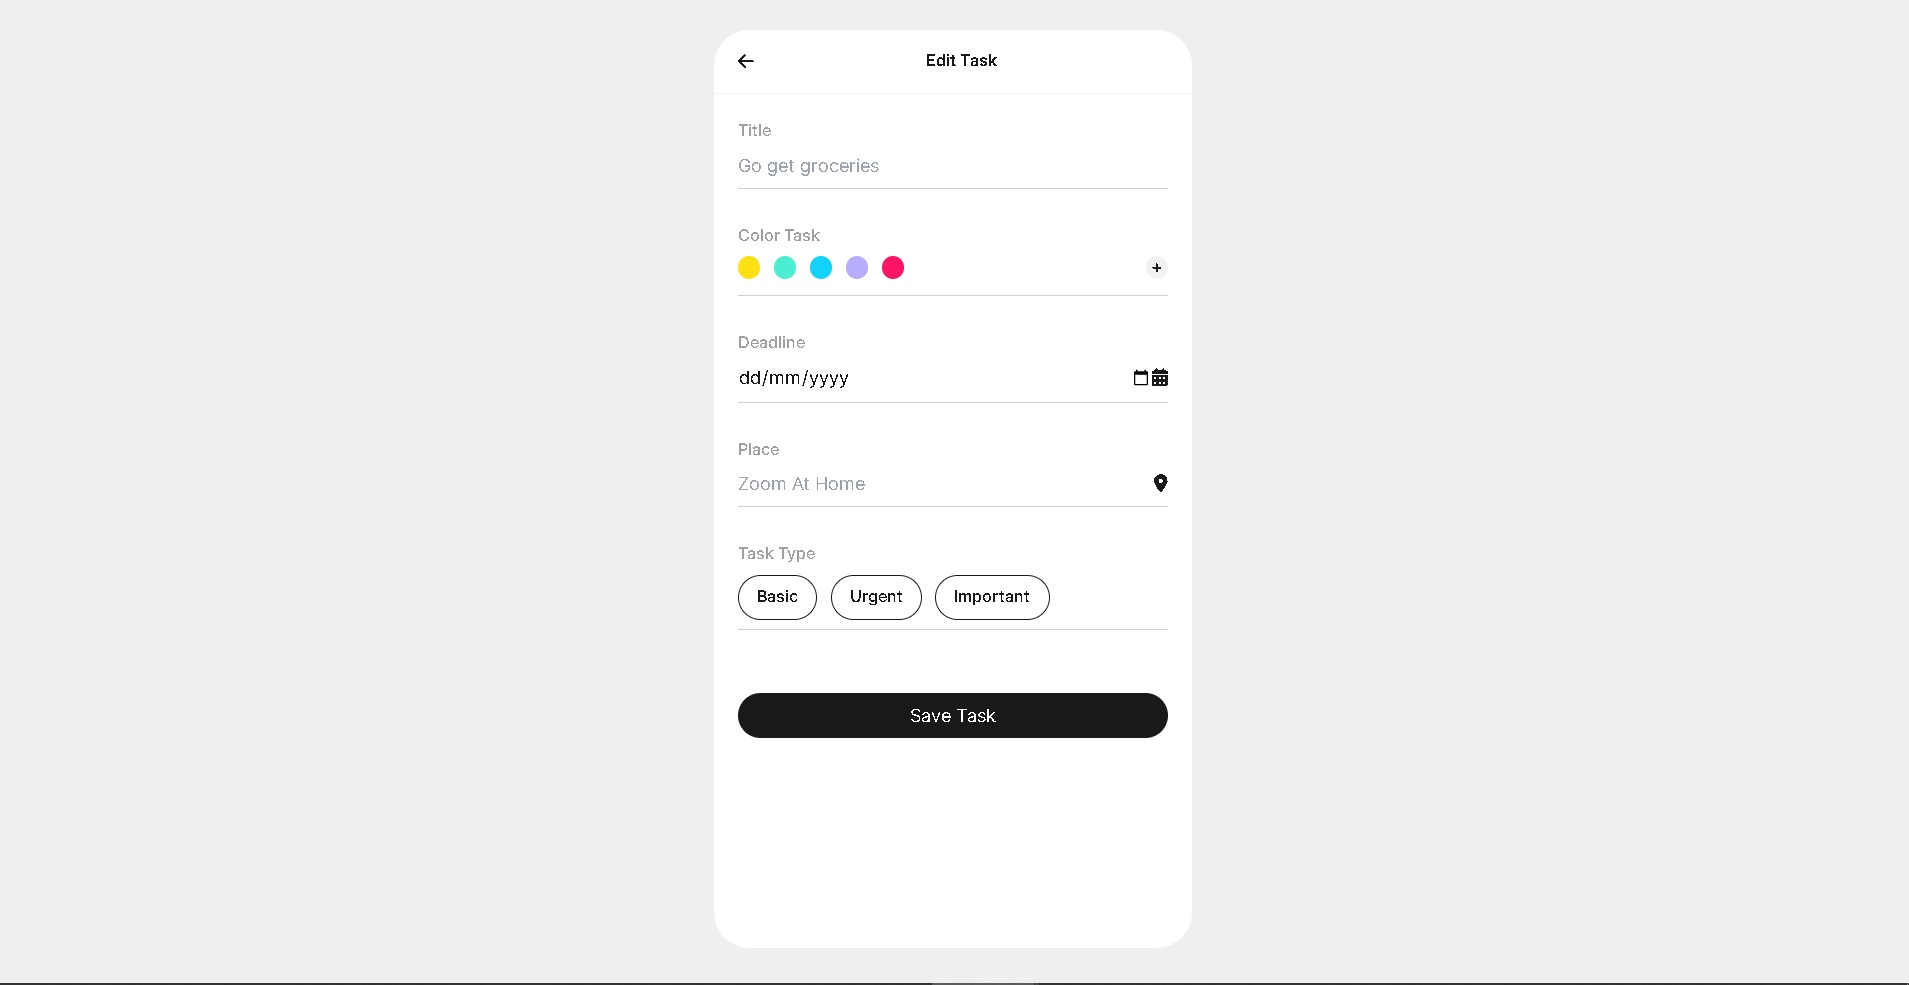 Edit Task
Title
Go get groceries
Color Task
+
Deadline
dd/mm/yyyy
Place
Zoom At Home
Task Type
Basic Urgent Important
Save Task